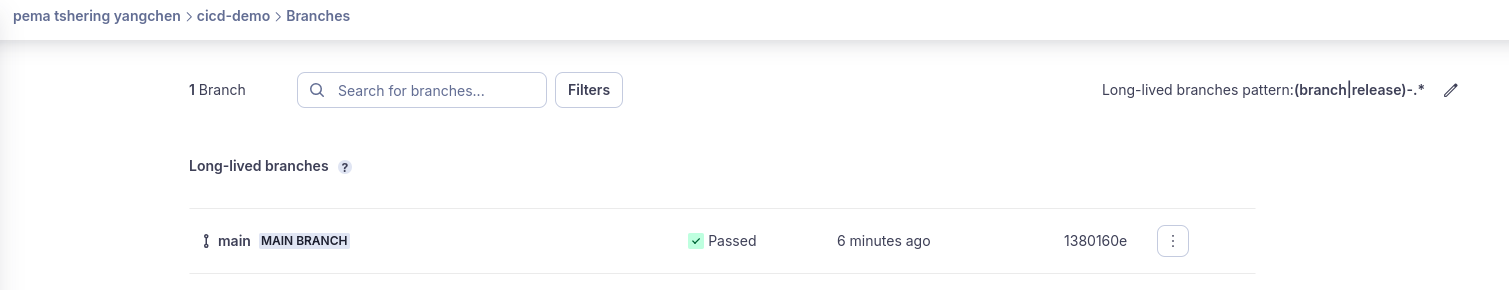 pema tshering yangchen > cicd-demo > Branches
1 Branch Search for branches... Filters Long-lived branches pattern:(branch|release)-.*
Long-lived branches ?
main MAIN BRANCH Passed 6 minutes ago 1380160e